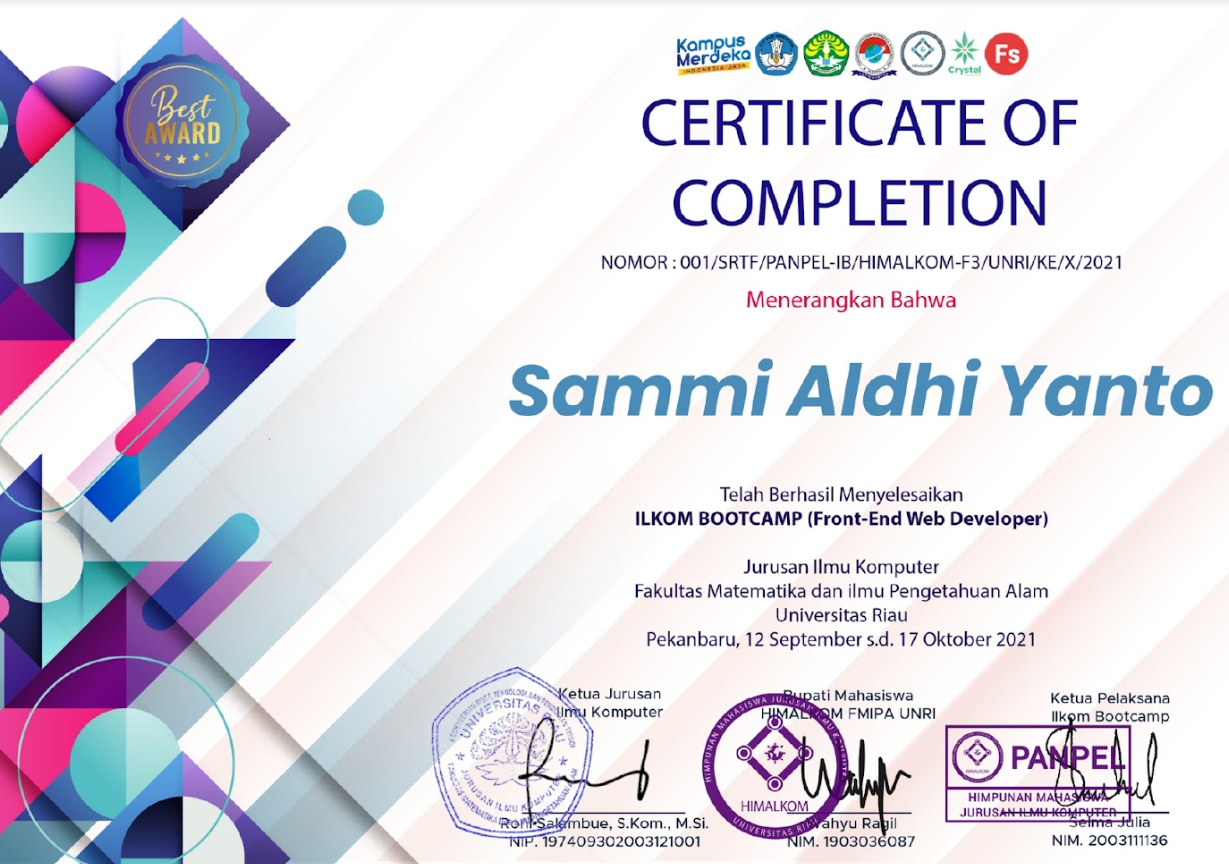 Kampus
Merdeka
INDONESIA JAYA
HIMALKOM
Crystal
Fs
Best
AWARD
CERTIFICATE OF
COMPLETION
NOMOR : 001/SRTF/PANPEL-IB/HIMALKOM-F3/UNRI/KE/X/2021
Menerangkan Bahwa
Sammi Aldhi Yanto
Telah Berhasil Menyelesaikan
ILKOM BOOTCAMP (Front-End Web Developer)
Jurusan Ilmu Komputer
Fakultas Matematika dan ilmu Pengetahuan Alam
Universitas Riau
Pekanbaru, 12 September s.d. 17 Oktober 2021
Ketua Jurusan
Ilmu Komputer
UNIVERSITAS
JURUSAN ILMU KOMPUTER
Roni Salambue, S.Kom., M.Si.
NIP. 197409302003121001
Bupati Mahasiswa
HIMALKOM FMIPA UNRI
HIMPUNAN MAHASISWA JURUSAN ILMU
HIMALKOM
UNIVERSITAS RIAU
Wahyu Ragil
NIM. 1903036087
Ketua Pelaksana
Ilkom Bootcamp
HIMALKOM
PANPEL
HIMPUNAN MAHASISWA
JURUSAN ILMU KOMPUTER
Selma Julia
NIM. 2003111136